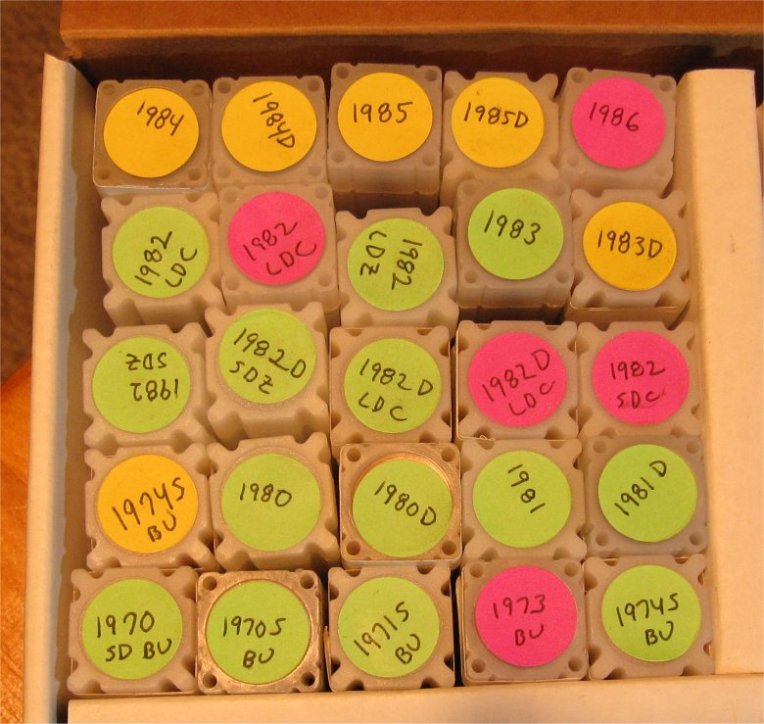 1984
1984D
1985
1985D
1986
1982
LDC
1982
LDC
1982
LDZ
1983
1983D
1982
SDZ
1982D
SDZ
1982D
LDC
1982D
LDC
1982
SDC
1974S
BU
1980
1980D
1981
1981D
1970
SD BU
1970S
BU
1971S
BU
1973
BU
1974S
BU